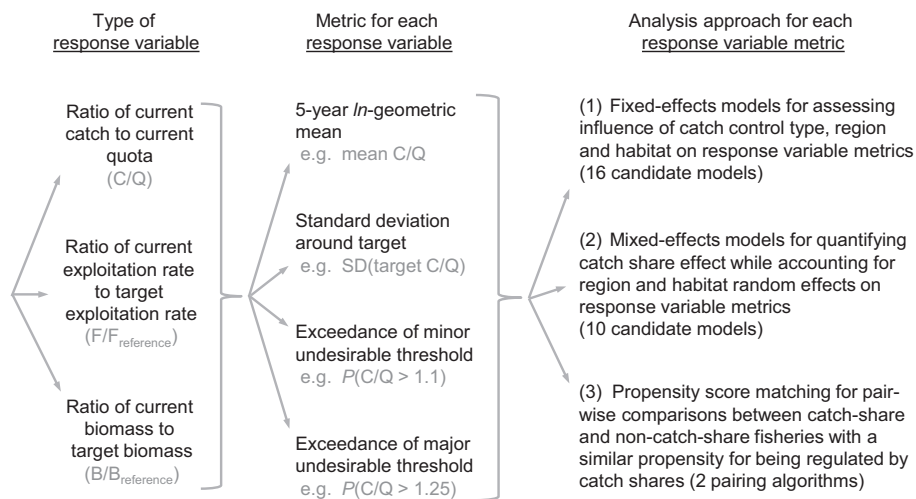 Type of
response variable
Ratio of current
catch to current
quota
(C/Q)
Ratio of current
exploitation rate
to target
exploitation rate
(F/Freference)
Ratio of current
biomass to
target biomass
(B/Breference)
Metric for each
response variable
5-year ln-geometric
mean
e.g. mean C/Q
Standard deviation
around target
e.g. SD(target C/Q)
Exceedance of minor
undesirable threshold
e.g. P(C/Q > 1.1)
Exceedance of major
undesirable threshold
e.g. P(C/Q > 1.25)
Analysis approach for each
response variable metric
(1) Fixed-effects models for assessing
influence of catch control type, region
and habitat on response variable metrics
(16 candidate models)
(2) Mixed-effects models for quantifying
catch share effect while accounting for
region and habitat random effects on
response variable metrics
(10 candidate models)
(3) Propensity score matching for pair-
wise comparisons between catch-share
and non-catch-share fisheries with a
similar propensity for being regulated by
catch shares (2 pairing algorithms)